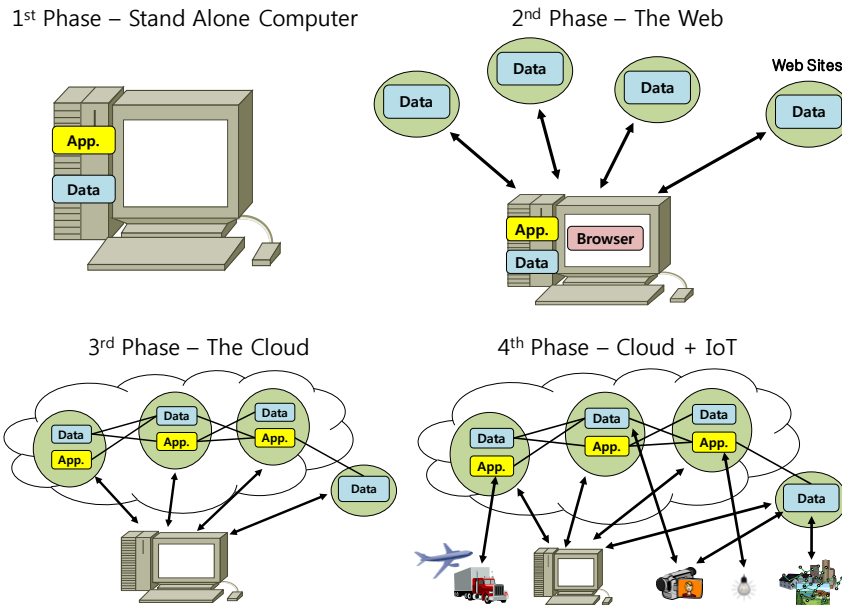 1st Phase – Stand Alone Computer
App.
Data
2nd Phase – The Web
Data
Data
Data
Web Sites
Data
App.
Data
Browser
3rd Phase – The Cloud
Data
App.
Data
App.
Data
App.
Data
4th Phase – Cloud + IoT
Data
App.
Data
App.
Data
App.
Data